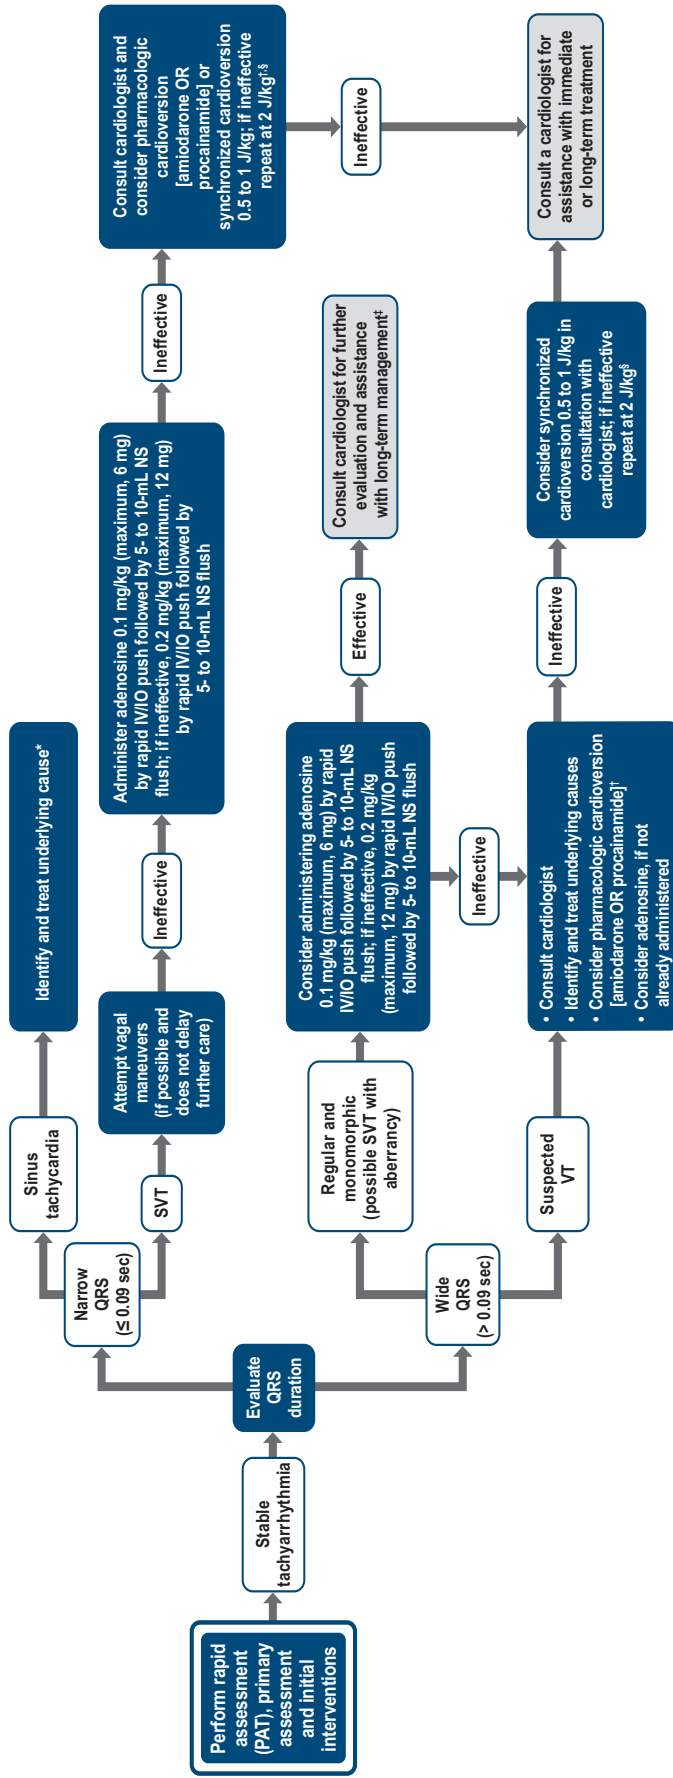 Perform rapid
assessment
(PAT), primary
assessment
and initial
interventions
Stable
tachyarrhythmia
Evaluate
QRS
duration
Narrow
QRS
(≤ 0.09 sec)
Sinus
tachycardia
Identify and treat underlying cause*
SVT
Attempt vagal
maneuvers
(if possible and
does not delay
further care)
Ineffective
Administer adenosine 0.1 mg/kg (maximum, 6 mg)
by rapid IV/IO push followed by 5- to 10-mL NS
flush; if ineffective, 0.2 mg/kg (maximum, 12 mg)
by rapid IV/IO push followed by
5- to 10-mL NS flush
Ineffective
Consult cardiologist and
consider pharmacologic
cardioversion
[amiodarone OR
procainamide] or
synchronized cardioversion
0.5 to 1 J/kg; if ineffective
repeat at 2 J/kg†,§
Ineffective
Wide
QRS
(> 0.09 sec)
Regular and
monomorphic
(possible SVT with
aberrancy)
Consider administering adenosine
0.1 mg/kg (maximum, 6 mg) by rapid
IV/IO push followed by 5- to 10-mL NS
flush; if ineffective, 0.2 mg/kg
(maximum, 12 mg) by rapid IV/IO push
followed by 5- to 10-mL NS flush
Effective
Consult cardiologist for further
evaluation and assistance
with long-term management‡
Ineffective
Suspected
VT
• Consult cardiologist
• Identify and treat underlying causes
• Consider pharmacologic cardioversion
[amiodarone OR procainamide]†
• Consider adenosine, if not
already administered
Ineffective
Consider synchronized
cardioversion 0.5 to 1 J/kg in
consultation with
cardiologist; if ineffective
repeat at 2 J/kg§
Consult a cardiologist for
assistance with immediate
or long-term treatment